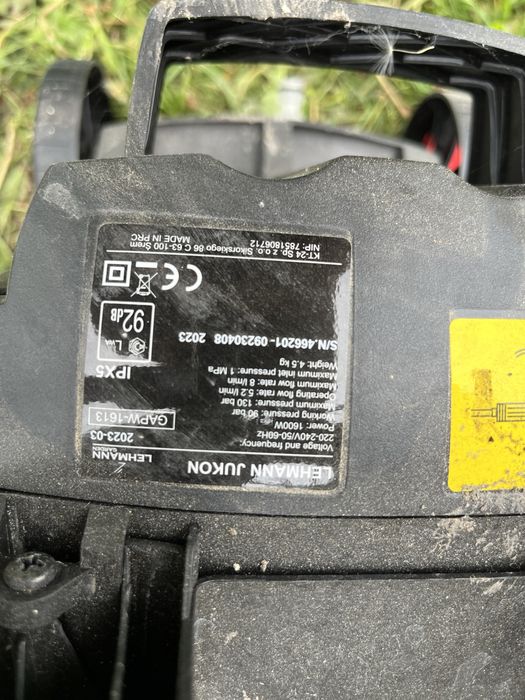 LEHMANN JUKON
LEHMANN
GARDEN
Voltage and frequency:
220-240V/50-60Hz
2023-03
Power: 1600W
GAPW-1613
Working pressure: 90 bar
Maximum pressure: 130 bar
Operating flow rate: 5.2 l/min
Maximum flow rate: 8 l/min
Maximum inlet pressure: 1 MPa
Weight: 4.5 kg
IPX5
S/N.466201-09230408 2023
LWA
92dB
CE
KT-24 Sp. z o.o. Sikorskiego 86 C 63-100 Śrem
NIP: 7851806712
MADE IN PRC